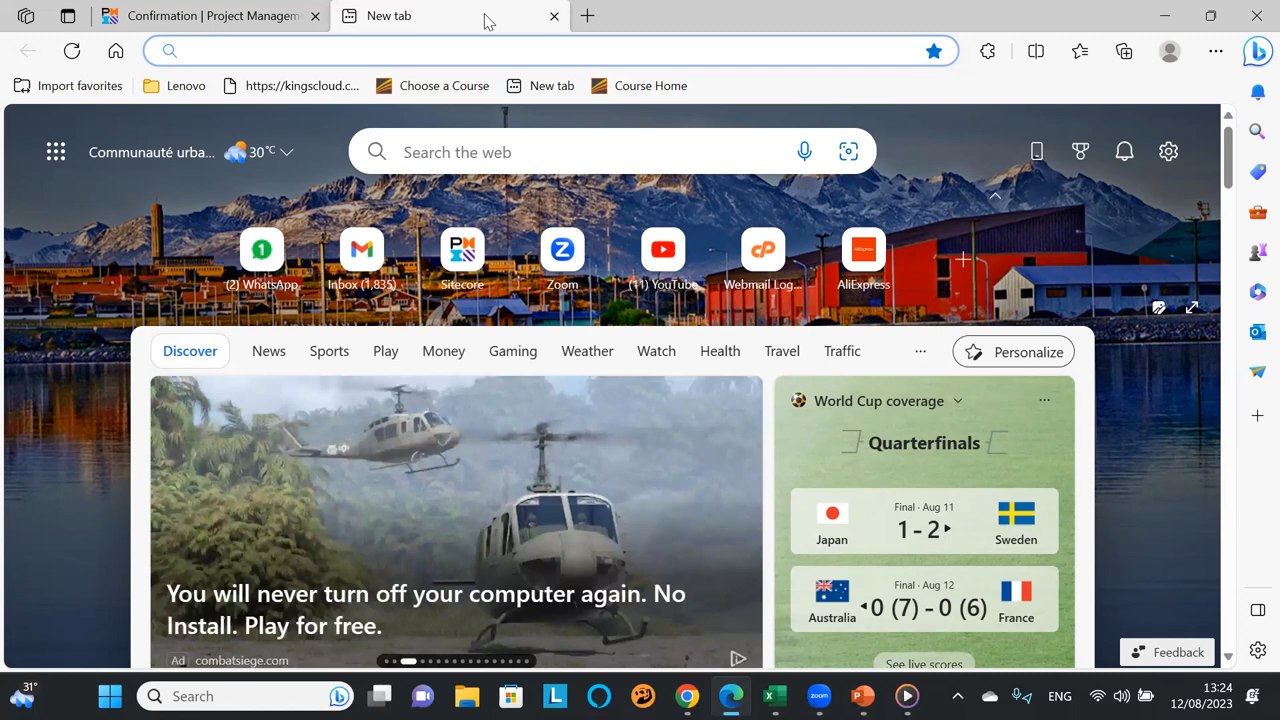 Confirmation | Project Managem
New tab
Import favorites
Lenovo
https://kingscloud.c...
Choose a Course
New tab
Course Home
Communauté urba...
30°C
Search the web
(2) WhatsApp
Inbox (1,835)
Sitecore
Zoom
(11) YouTube
Webmail Log...
AliExpress
Discover
News
Sports
Play
Money
Gaming
Weather
Watch
Health
Travel
Traffic
...
Personalize
You will never turn off your computer again. No
Install. Play for free.
Ad combatsiege.com
World Cup coverage
Quarterfinals
Final · Aug 11
Japan
1 - 2
Sweden
Final · Aug 12
Australia
0 (7) - 0 (6)
France
See live scores
Feedback
31°
Search
zoom
ENG
13:24
12/08/2023